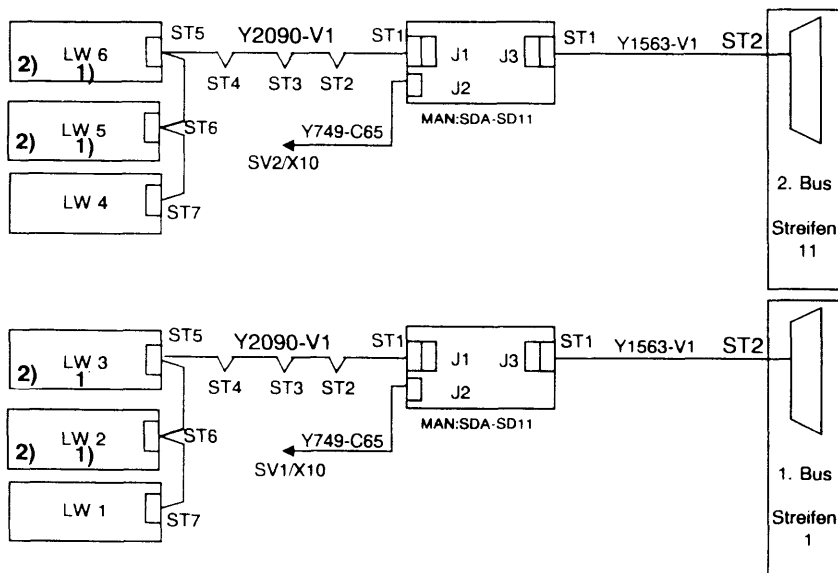 ST5
Y2090-V1
ST1
ST1
Y1563-V1
ST2
LW 6
2)
1)
J1
J3
ST4
ST3
ST2
J2
MAN:SDA-SD11
LW 5
2)
1)
ST6
Y749-C65
SV2/X10
LW 4
ST7
2. Bus
Streifen
11
ST5
Y2090-V1
ST1
ST1
Y1563-V1
ST2
LW 3
2)
1
J1
J3
ST4
ST3
ST2
J2
MAN:SDA-SD11
LW 2
2)
1)
ST6
Y749-C65
SV1/X10
LW 1
ST7
1. Bus
Streifen
1